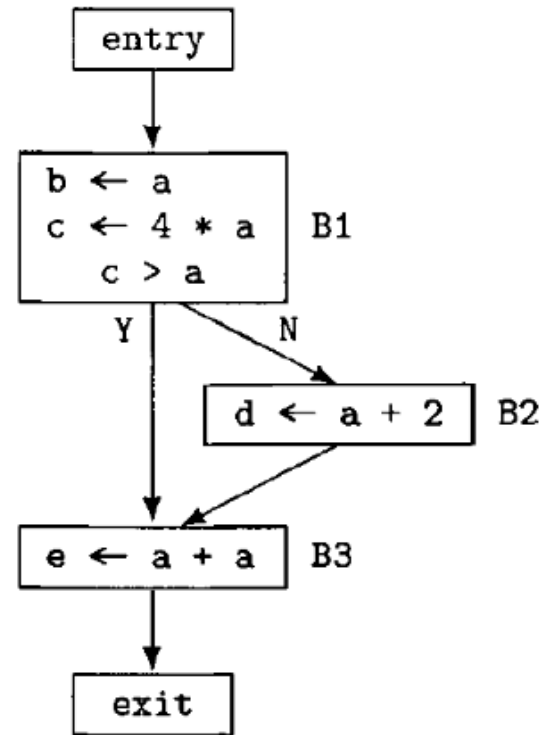 entry
b ← a
c ← 4 * a
B1
c > a
Y
N
d ← a + 2
B2
e ← a + a
B3
exit